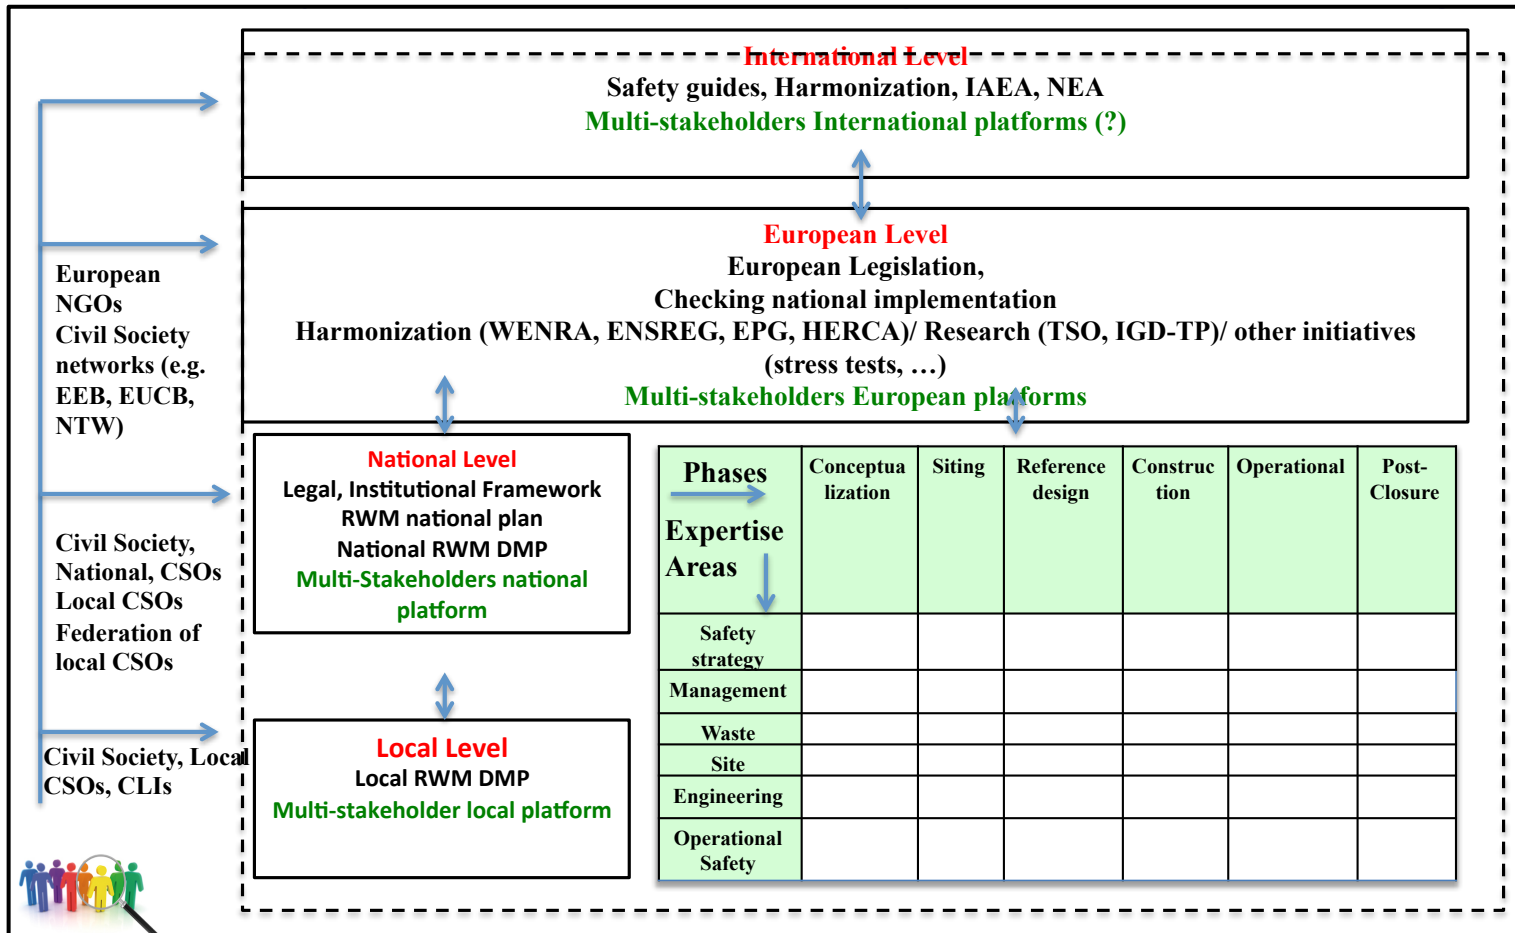 International Level
Safety guides, Harmonization, IAEA, NEA
Multi-stakeholders International platforms (?)
European Level
European Legislation,
Checking national implementation
Harmonization (WENRA, ENSREG, EPG, HERCA)/ Research (TSO, IGD-TP)/ other initiatives
(stress tests, …)
Multi-stakeholders European platforms
European
NGOs
Civil Society
networks (e.g.
EEB, EUCB,
NTW)
Civil Society,
National, CSOs
Local CSOs
Federation of
local CSOs
Civil Society, Local
CSOs, CLIs
National Level
Legal, Institutional Framework
RWM national plan
National RWM DMP
Multi-Stakeholders national
platform
Local Level
Local RWM DMP
Multi-stakeholder local platform
Phases
Expertise
Areas
Conceptua
lization
Siting
Reference
design
Construc
tion
Operational
Post-
Closure
Safety
strategy
Management
Waste
Site
Engineering
Operational
Safety